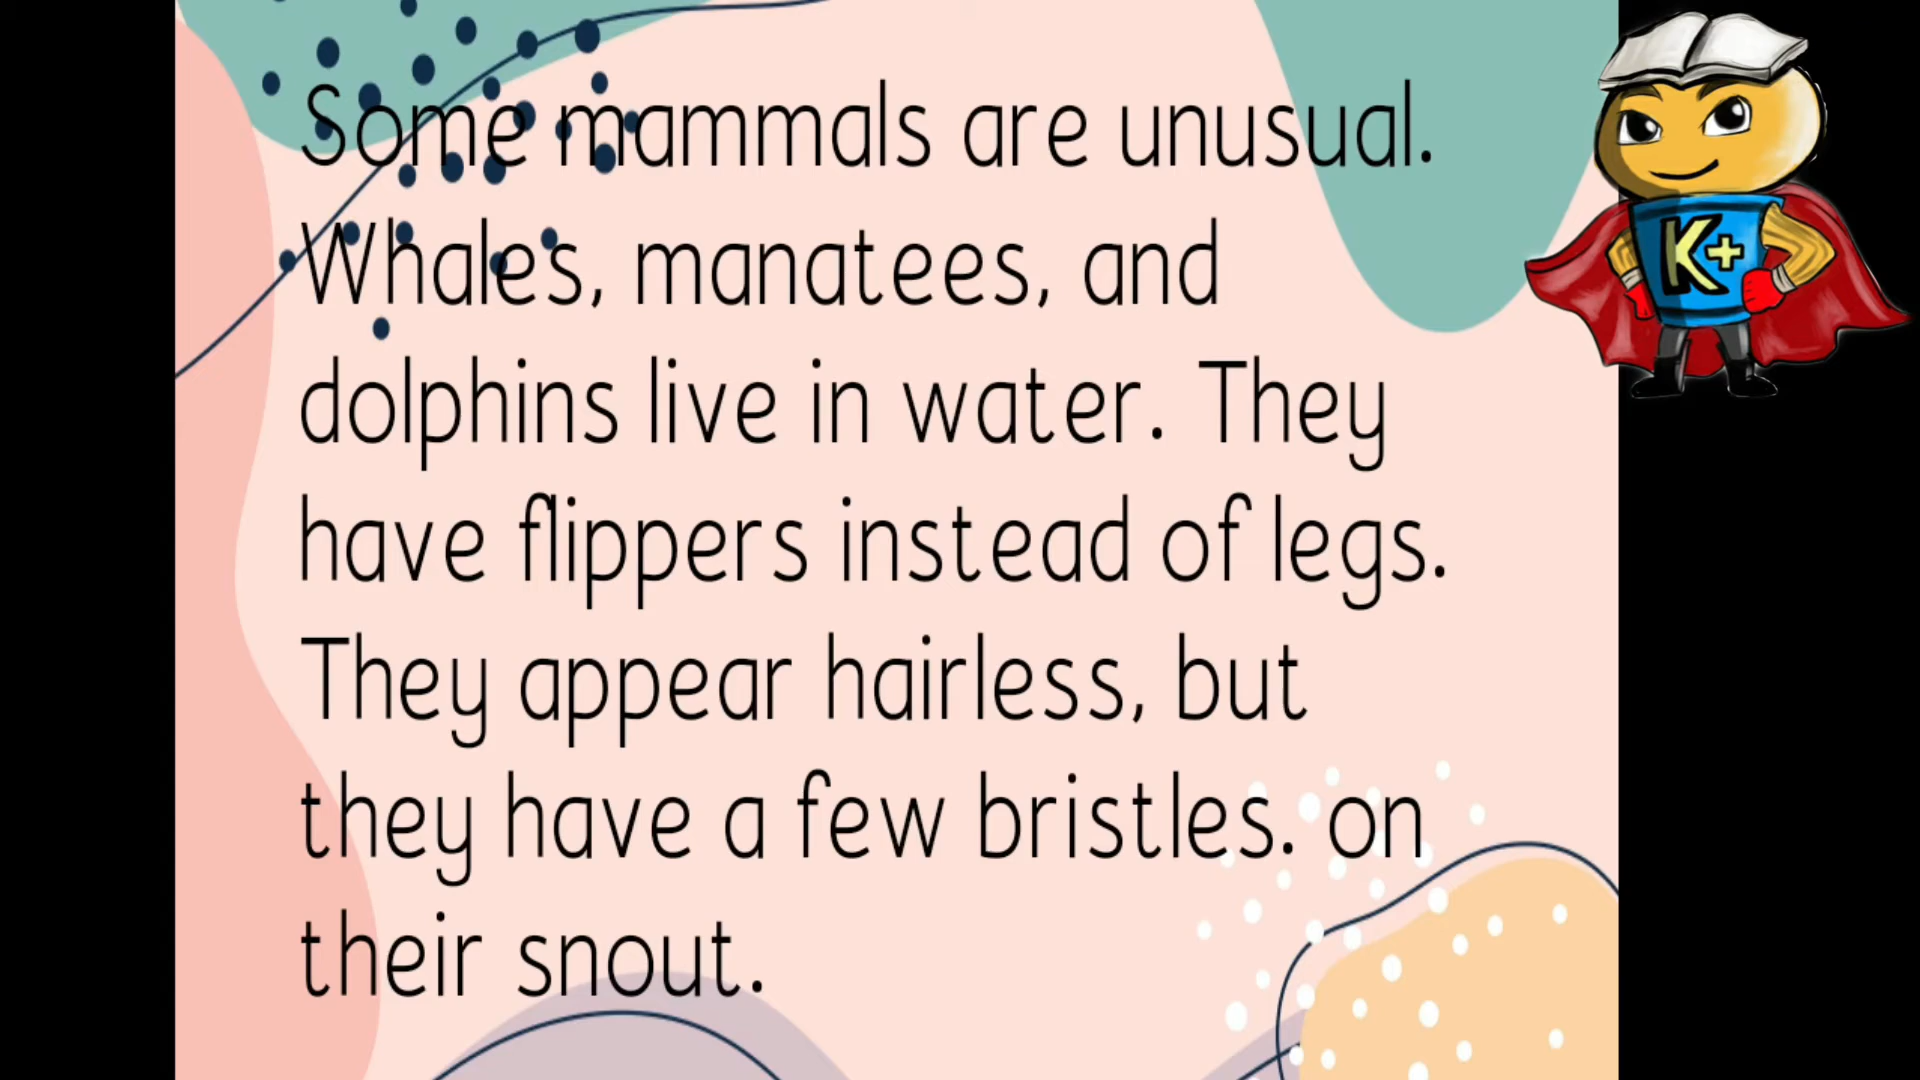 Some mammals are unusual.
Whales, manatees, and
dolphins live in water. They
have flippers instead of legs.
They appear hairless, but
they have a few bristles. on
their snout.
K+